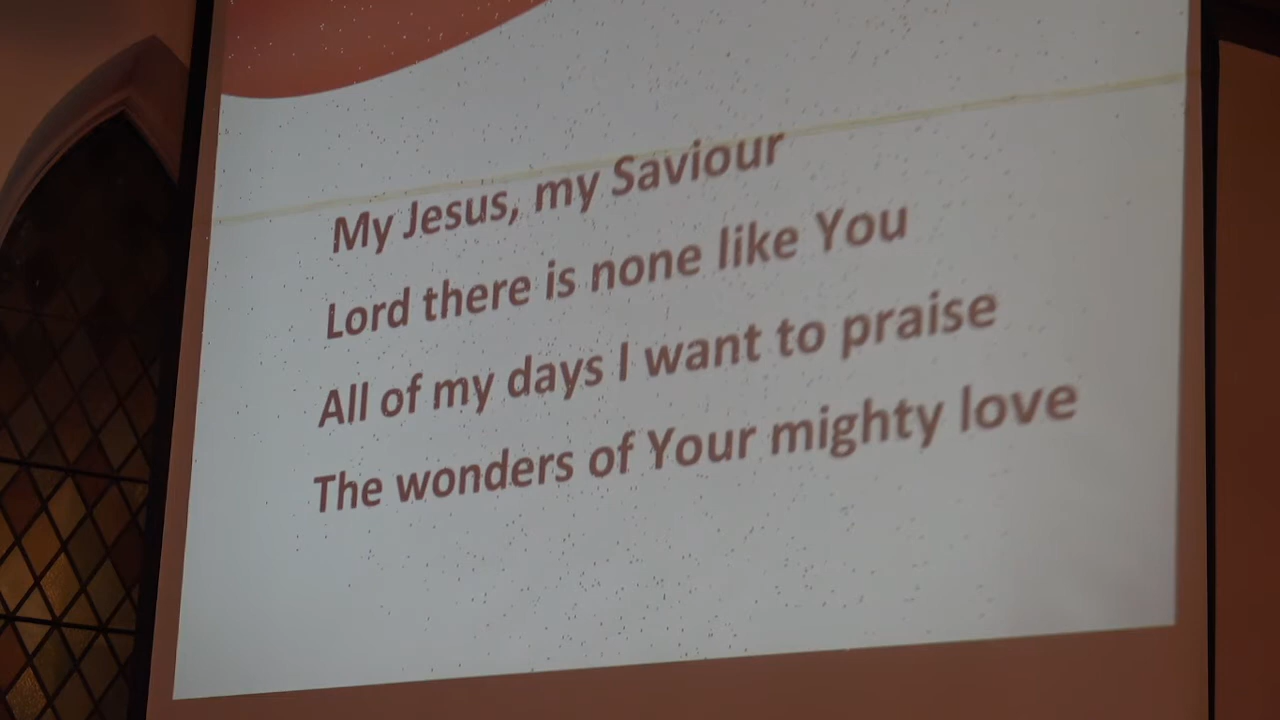 My Jesus, my Saviour
Lord there is none like You
All of my days I want to praise
The wonders of Your mighty love